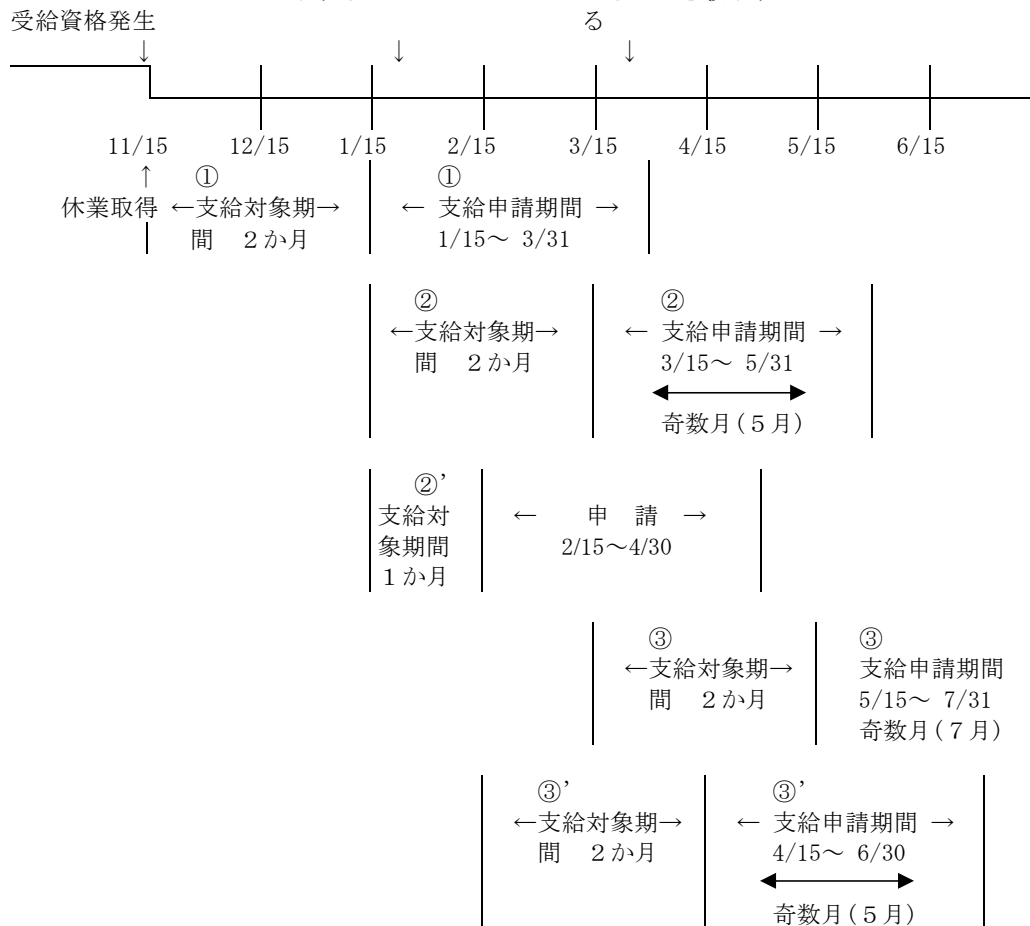 受給資格発生
る
↓ ↓ ↓
11/15 12/15 1/15 2/15 3/15 4/15 5/15 6/15
↑ ① ①
休業取得 ←支給対象期→ ← 支給申請期間 →
間 2か月 1/15～ 3/31
② ②
←支給対象期→ ← 支給申請期間 →
間 2か月 3/15～ 5/31
奇数月(5月)
②’
支給対 ← 申 請 →
象期間 2/15～4/30
1か月
③ ③
←支給対象期→ 支給申請期間
間 2か月 5/15～ 7/31
奇数月(7月)
③’ ③’
←支給対象期→ ← 支給申請期間 →
間 2か月 4/15～ 6/30
奇数月(5月)